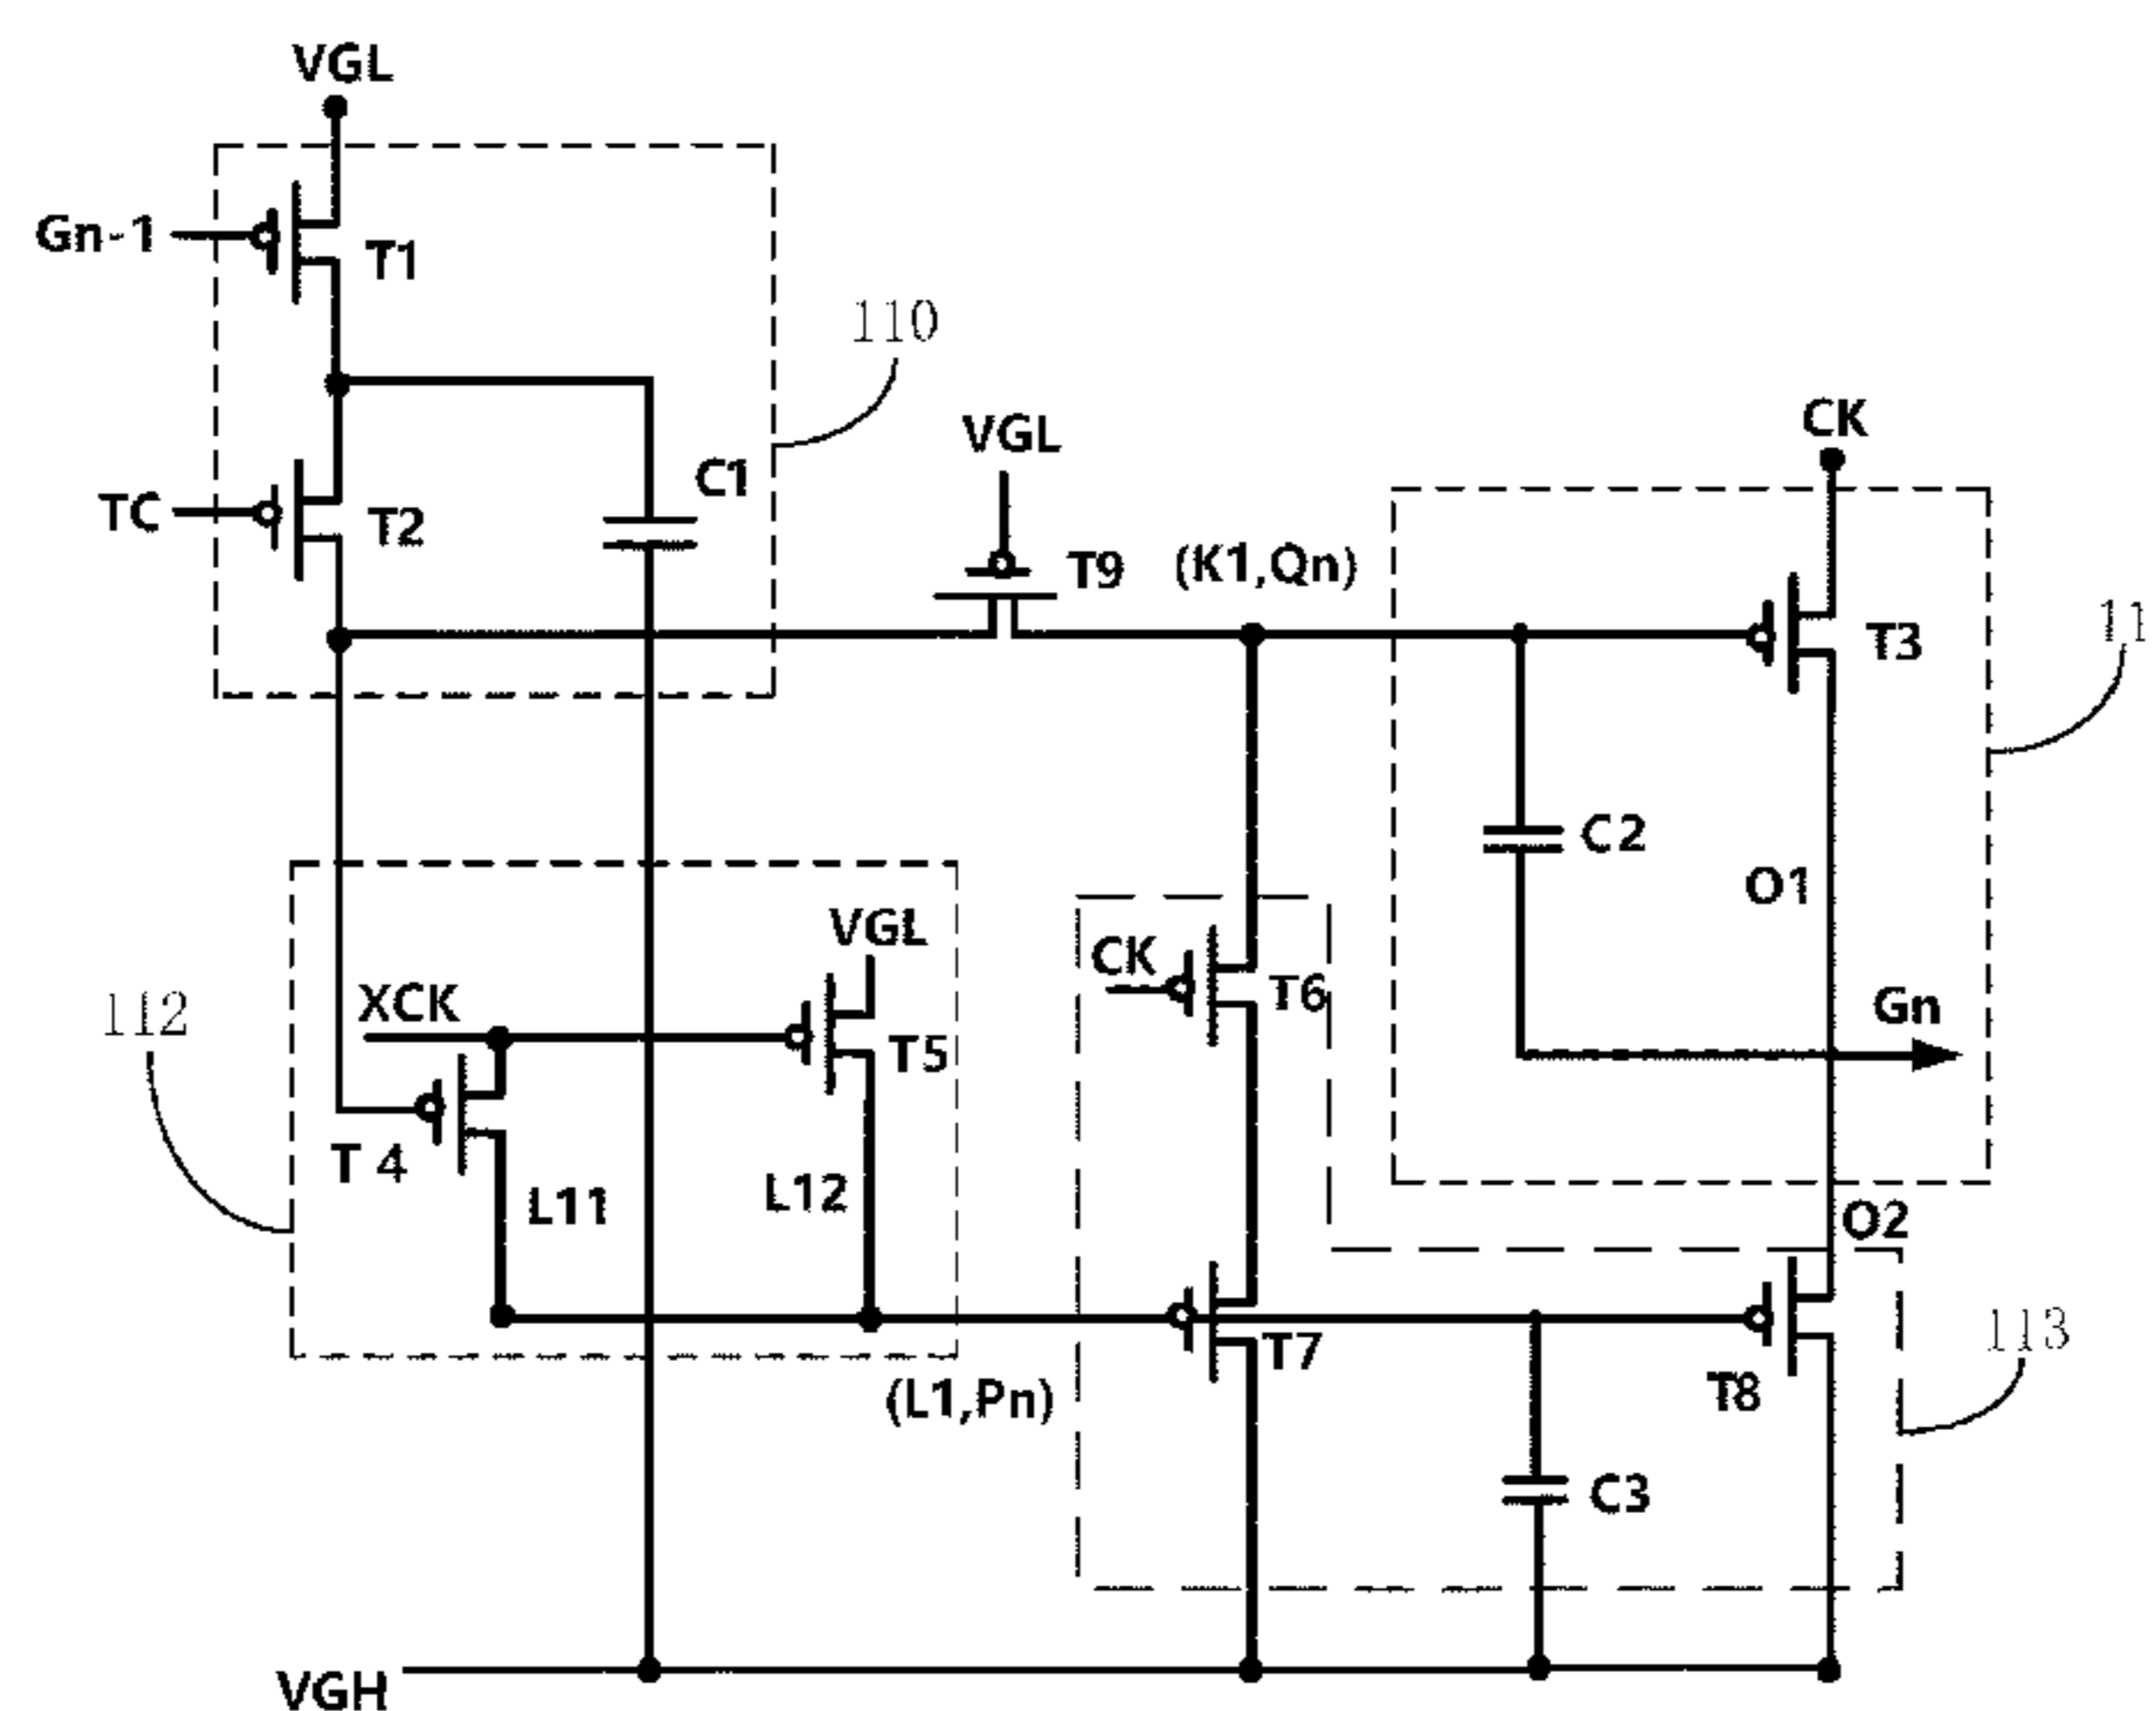 VGL
Gn-1
T1
110
VGL
CK
C1
TC
T2
T9
(K1,Qn)
11
T3
C2
O1
VGL
CK
XCK
T6
Gn
112
T5
T 4
L11
L12
O2
113
T7
(L1,Pn)
T8
C3
VGH